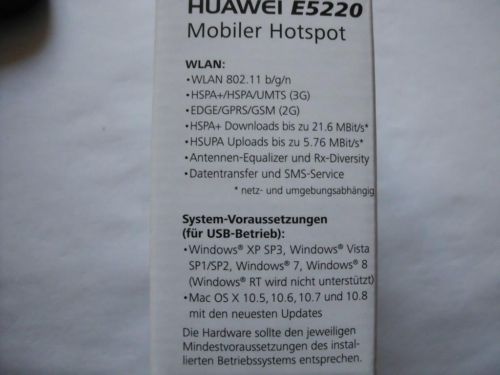 HUAWEI E5220
Mobiler Hotspot
WLAN:
•WLAN 802.11 b/g/n
•HSPA+/HSPA/UMTS (3G)
•EDGE/GPRS/GSM (2G)
•HSPA+ Downloads bis zu 21.6 MBit/s*
•HSUPA Uploads bis zu 5.76 MBit/s*
•Antennen-Equalizer und Rx-Diversity
•Datentransfer und SMS-Service
* netz- und umgebungsabhängig
System-Voraussetzungen
(für USB-Betrieb):
•Windows® XP SP3, Windows® Vista
SP1/SP2, Windows® 7, Windows® 8
(Windows® RT wird nicht unterstützt)
•Mac OS X 10.5, 10.6, 10.7 und 10.8
mit den neuesten Updates
Die Hardware sollte den jeweiligen
Mindestvoraussetzungen des instal-
lierten Betriebssystems entsprechen.